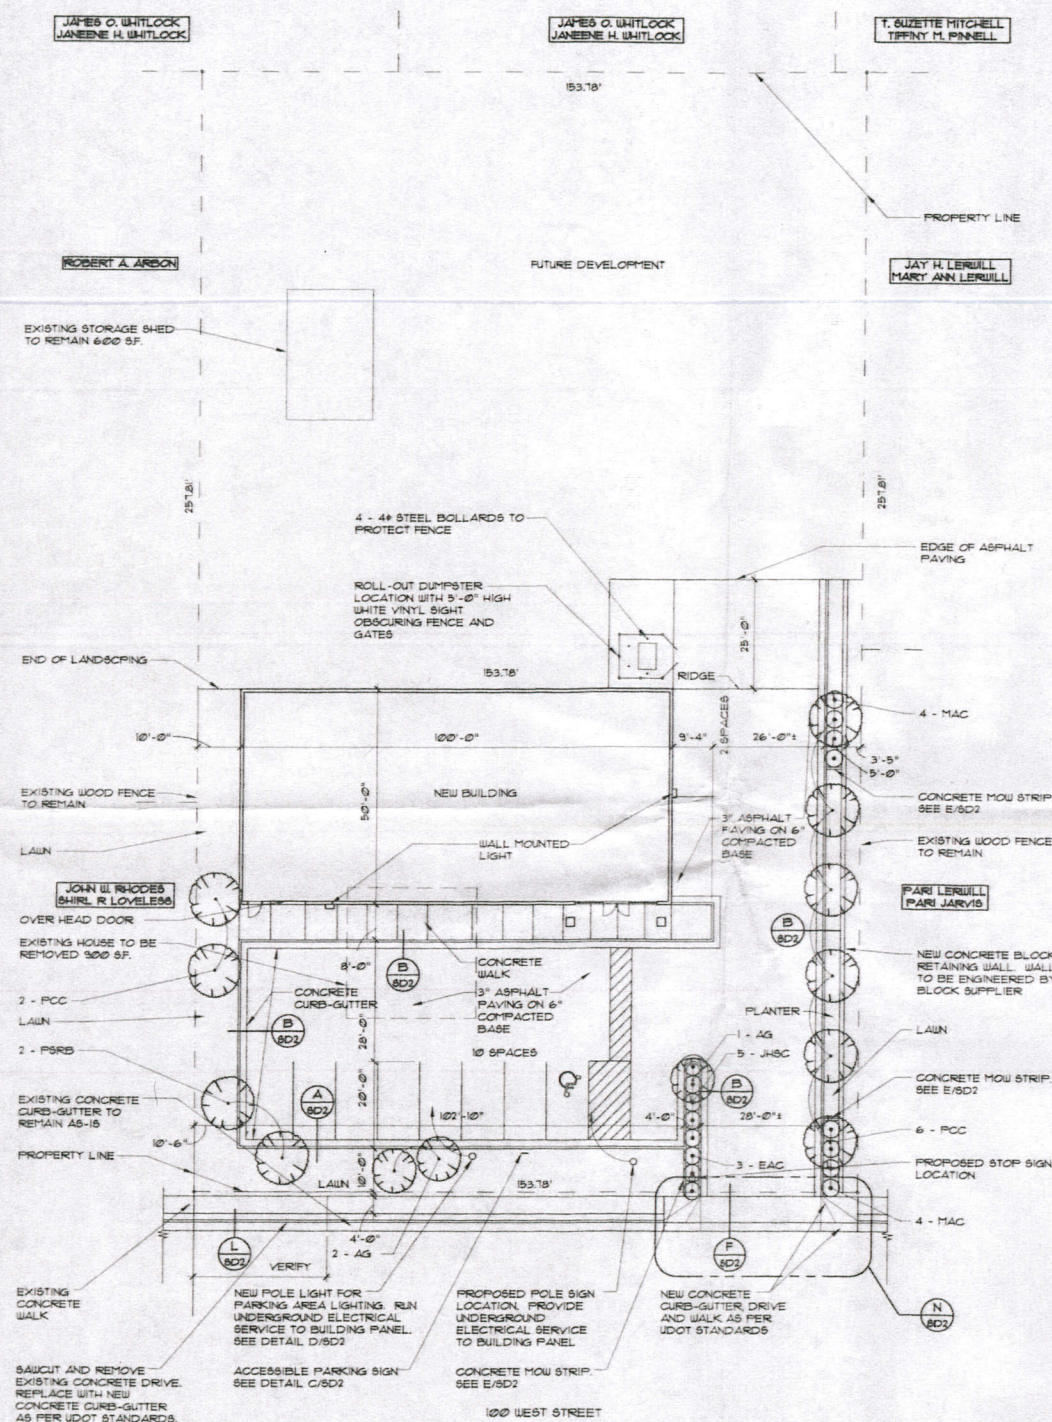 JAMES O. WHITLOCK
JANEENE H. WHITLOCK
JAMES O. WHITLOCK
JANEENE H. WHITLOCK
T. SUZETTE MITCHELL
TIFFINY M. PINNELL
153.78'
PROPERTY LINE
ROBERT A. ARBON
FUTURE DEVELOPMENT
JAY H. LERWILL
MARY ANN LERWILL
EXISTING STORAGE SHED
TO REMAIN 600 S.F.
257.81'
257.81'
4 - 4# STEEL BOLLARDS TO
PROTECT FENCE
EDGE OF ASPHALT
PAVING
ROLL-OUT DUMPSTER
LOCATION WITH 5'-0" HIGH
WHITE VINYL SIGHT
OBSCURING FENCE AND
GATES
25'-0"
END OF LANDSCPING
153.78'
RIDGE
4 - MAC
2 SPACES
10'-0"
100'-0"
9'-4"
26'-0"±
3'-5"
5'-0"
EXISTING WOOD FENCE
TO REMAIN
NEW BUILDING
50'-0"
CONCRETE MOW STRIP.
SEE E/SD2
3" ASPHALT
PAVING ON 6"
COMPACTED
BASE
LAWN
WALL MOUNTED
LIGHT
EXISTING WOOD FENCE
TO REMAIN
JOHN W. RHODES
SHIRL R LOVELESS
PARI LERWILL
PARI JARVIS
OVER HEAD DOOR
B
SD2
EXISTING HOUSE TO BE
REMOVED 900 S.F.
8'-0"
B
SD2
CONCRETE
WALK
NEW CONCRETE BLOCK
RETAINING WALL. WALL
TO BE ENGINEERED BY
BLOCK SUPPLIER
2 - PCC
CONCRETE
CURB-GUTTER
3" ASPHALT
PAVING ON 6"
COMPACTED
BASE
PLANTER
LAWN
B
SD2
28'-0"
1 - AG
LAWN
2 - PSRB
10 SPACES
5 - JHSC
EXISTING CONCRETE
CURB-GUTTER TO
REMAIN AS-IS
A
SD2
20'-0"
B
SD2
CONCRETE MOW STRIP.
SEE E/SD2
102'-10"
4'-0"
28'-0"±
6 - PCC
10'-6"
PROPERTY LINE
3 - EAC
PROPOSED STOP SIGN
LOCATION
LAWN
10'-0"
153.78'
4'-0"
2 - AG
4 - MAC
L
SD2
F
SD2
VERIFY
EXISTING
CONCRETE
WALK
NEW POLE LIGHT FOR
PARKING AREA LIGHTING. RUN
UNDERGROUND ELECTRICAL
SERVICE TO BUILDING PANEL.
SEE DETAIL D/SD2
PROPOSED POLE SIGN
LOCATION. PROVIDE
UNDERGROUND
ELECTRICAL SERVICE
TO BUILDING PANEL
NEW CONCRETE
CURB-GUTTER, DRIVE
AND WALK AS PER
UDOT STANDARDS
N
SD2
SAWCUT AND REMOVE
EXISTING CONCRETE DRIVE.
REPLACE WITH NEW
CONCRETE CURB-GUTTER
AS PER UDOT STANDARDS.
ACCESSIBLE PARKING SIGN
SEE DETAIL C/SD2
CONCRETE MOW STRIP.
SEE E/SD2
100 WEST STREET